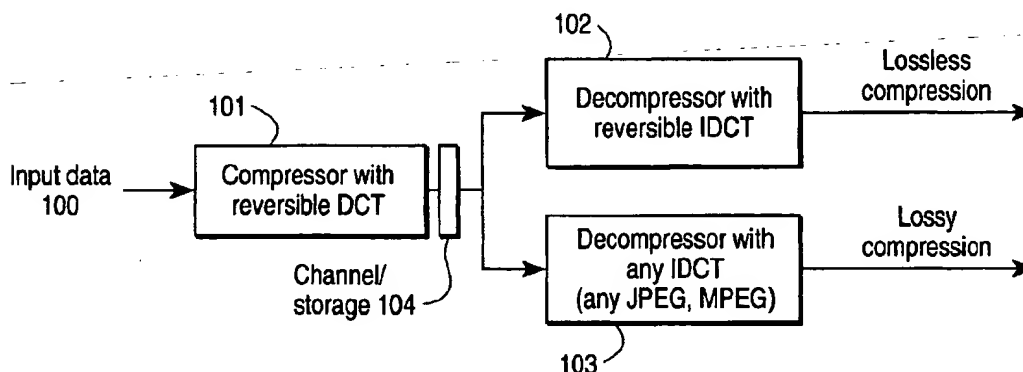 Input data
100
101
Compressor with
reversible DCT
Channel/
storage 104
102
Decompressor with
reversible IDCT
Lossless
compression
Decompressor with
any IDCT
(any JPEG, MPEG)
103
Lossy
compression